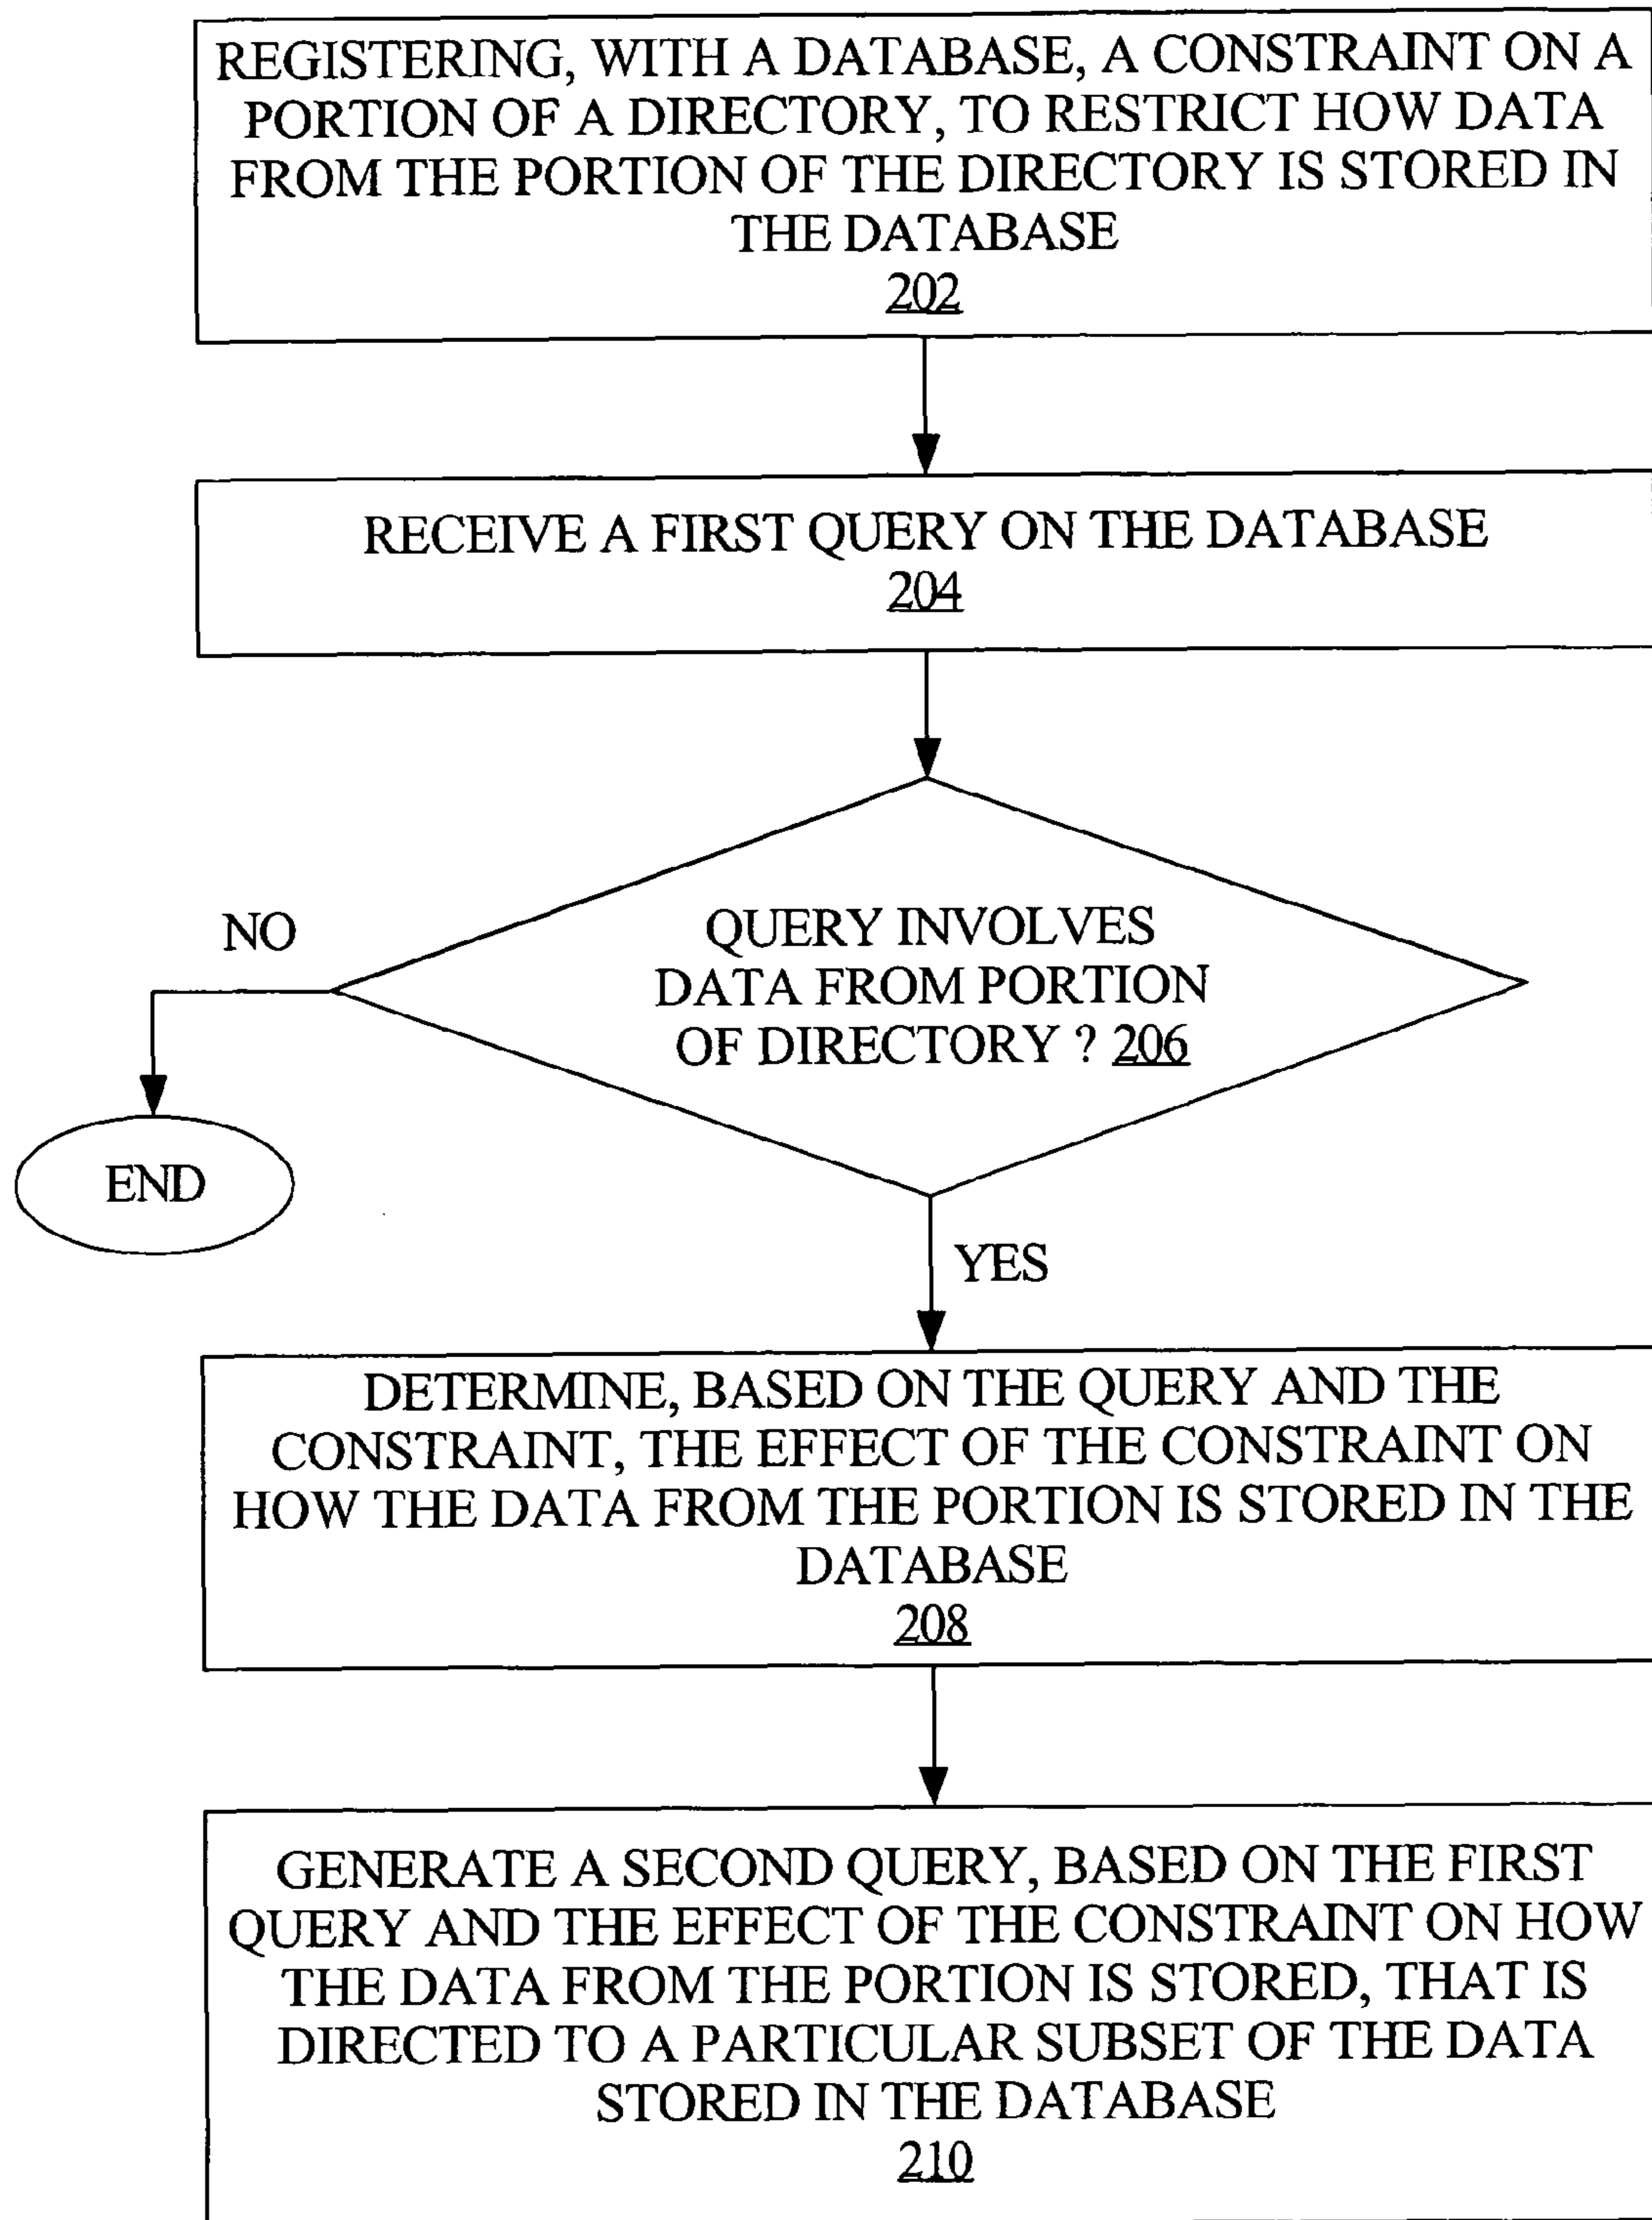 REGISTERING, WITH A DATABASE, A CONSTRAINT ON A
PORTION OF A DIRECTORY, TO RESTRICT HOW DATA
FROM THE PORTION OF THE DIRECTORY IS STORED IN
THE DATABASE
202
RECEIVE A FIRST QUERY ON THE DATABASE
204
QUERY INVOLVES
DATA FROM PORTION
OF DIRECTORY ? 206
NO
END
YES
DETERMINE, BASED ON THE QUERY AND THE
CONSTRAINT, THE EFFECT OF THE CONSTRAINT ON
HOW THE DATA FROM THE PORTION IS STORED IN THE
DATABASE
208
GENERATE A SECOND QUERY, BASED ON THE FIRST
QUERY AND THE EFFECT OF THE CONSTRAINT ON HOW
THE DATA FROM THE PORTION IS STORED, THAT IS
DIRECTED TO A PARTICULAR SUBSET OF THE DATA
STORED IN THE DATABASE
210